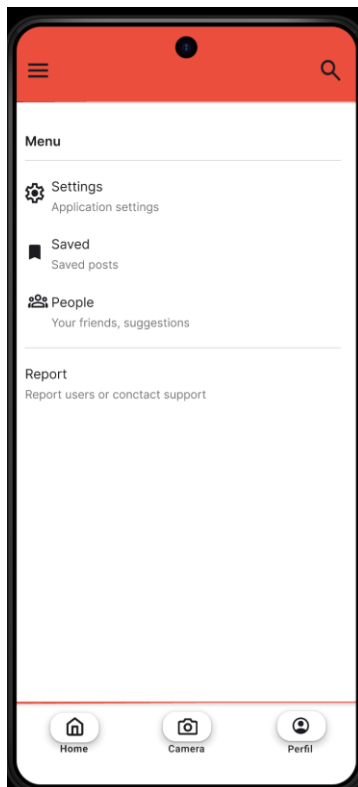 Menu
Settings
Application settings
Saved
Saved posts
People
Your friends, suggestions
Report
Report users or conctact support
Home
Camera
Perfil